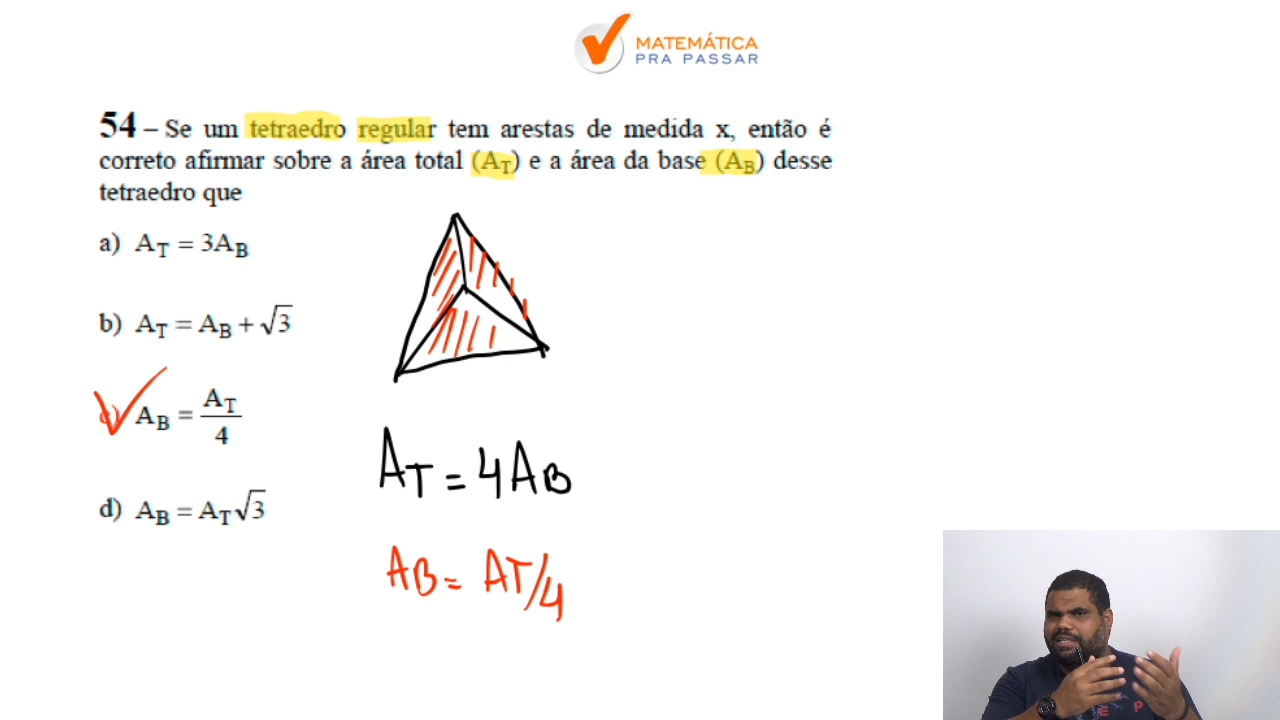 MATEMÁTICA
PRA PASSAR
54 – Se um tetraedro regular tem arestas de medida x, então é
correto afirmar sobre a área total (A_T) e a área da base (A_B) desse
tetraedro que
a) A_T = 3A_B
b) A_T = A_B + √3
c) A_B = A_T/4
d) A_B = A_T√3
A_T = 4A_B
A_B = A_T/4